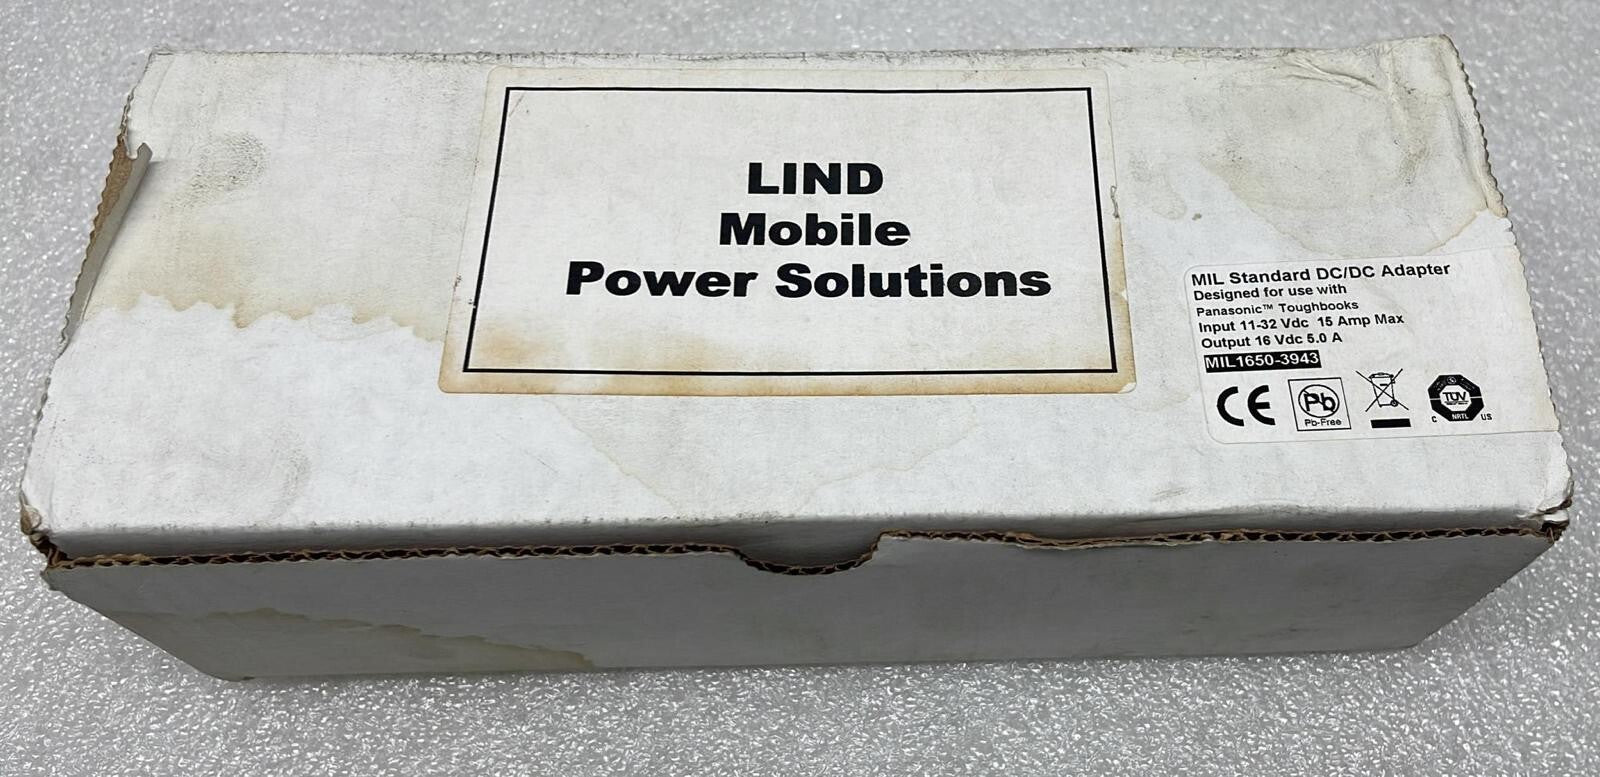 LIND
Mobile
Power Solutions
MIL Standard DC/DC Adapter
Designed for use with
Panasonic™ Toughbooks
Input 11-32 Vdc 15 Amp Max
Output 16 Vdc 5.0 A
MIL1650-3943
CE
Pb
Pb-Free
TÜV
C NRTL US